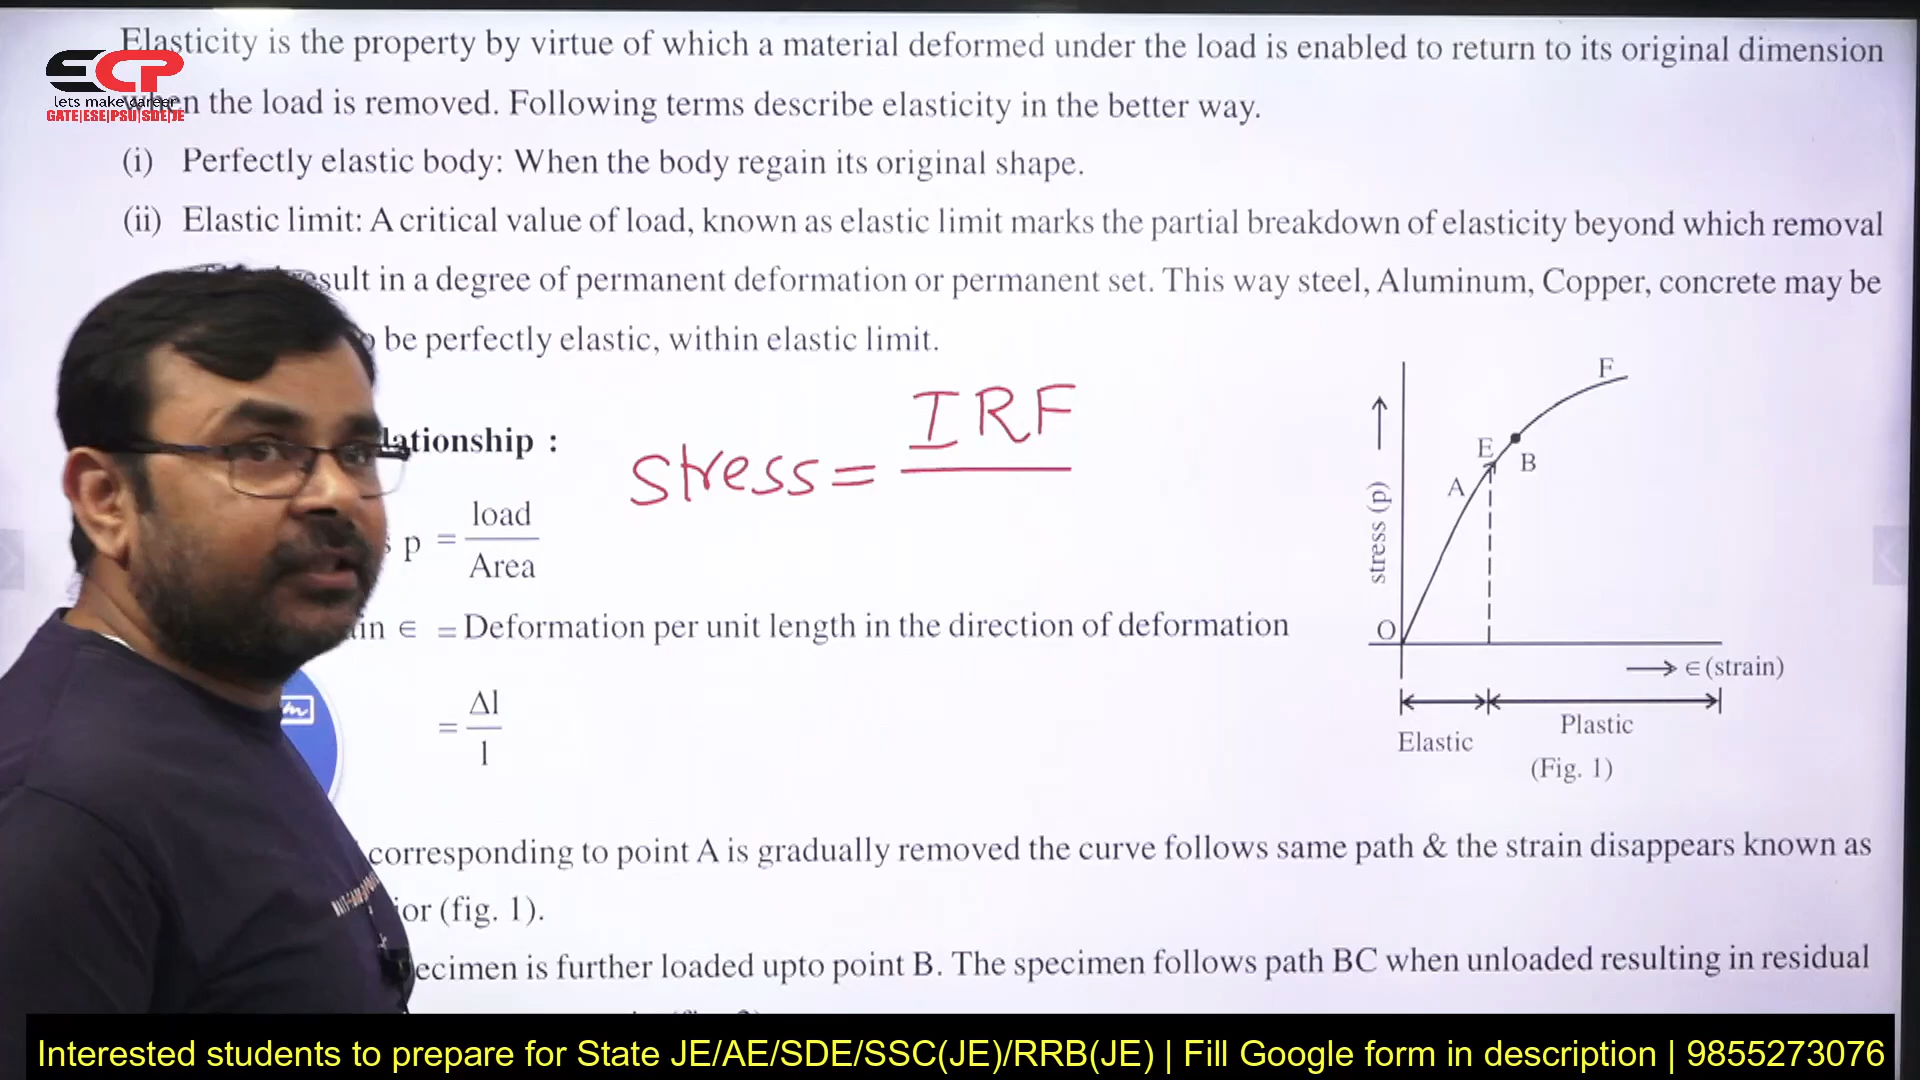 Elasticity is the property by virtue of which a material deformed under the load is enabled to return to its original dimension
ECP
lets make career
GATE|ESE|PSU|SDE|JE
when the load is removed. Following terms describe elasticity in the better way.
(i) Perfectly elastic body: When the body regain its original shape.
(ii) Elastic limit: A critical value of load, known as elastic limit marks the partial breakdown of elasticity beyond which removal
in a degree of permanent deformation or permanent set. This way steel, Aluminum, Copper, concrete may be
be perfectly elastic, within elastic limit.
Stress = IRF
p = load
Area
∈ = Deformation per unit length in the direction of deformation
= Δl
l
F
E
B
A
stress (p)
O
∈ (strain)
Elastic
Plastic
(Fig. 1)
corresponding to point A is gradually removed the curve follows same path & the strain disappears known as
(fig. 1).
is further loaded upto point B. The specimen follows path BC when unloaded resulting in residual
Interested students to prepare for State JE/AE/SDE/SSC(JE)/RRB(JE) | Fill Google form in description | 9855273076